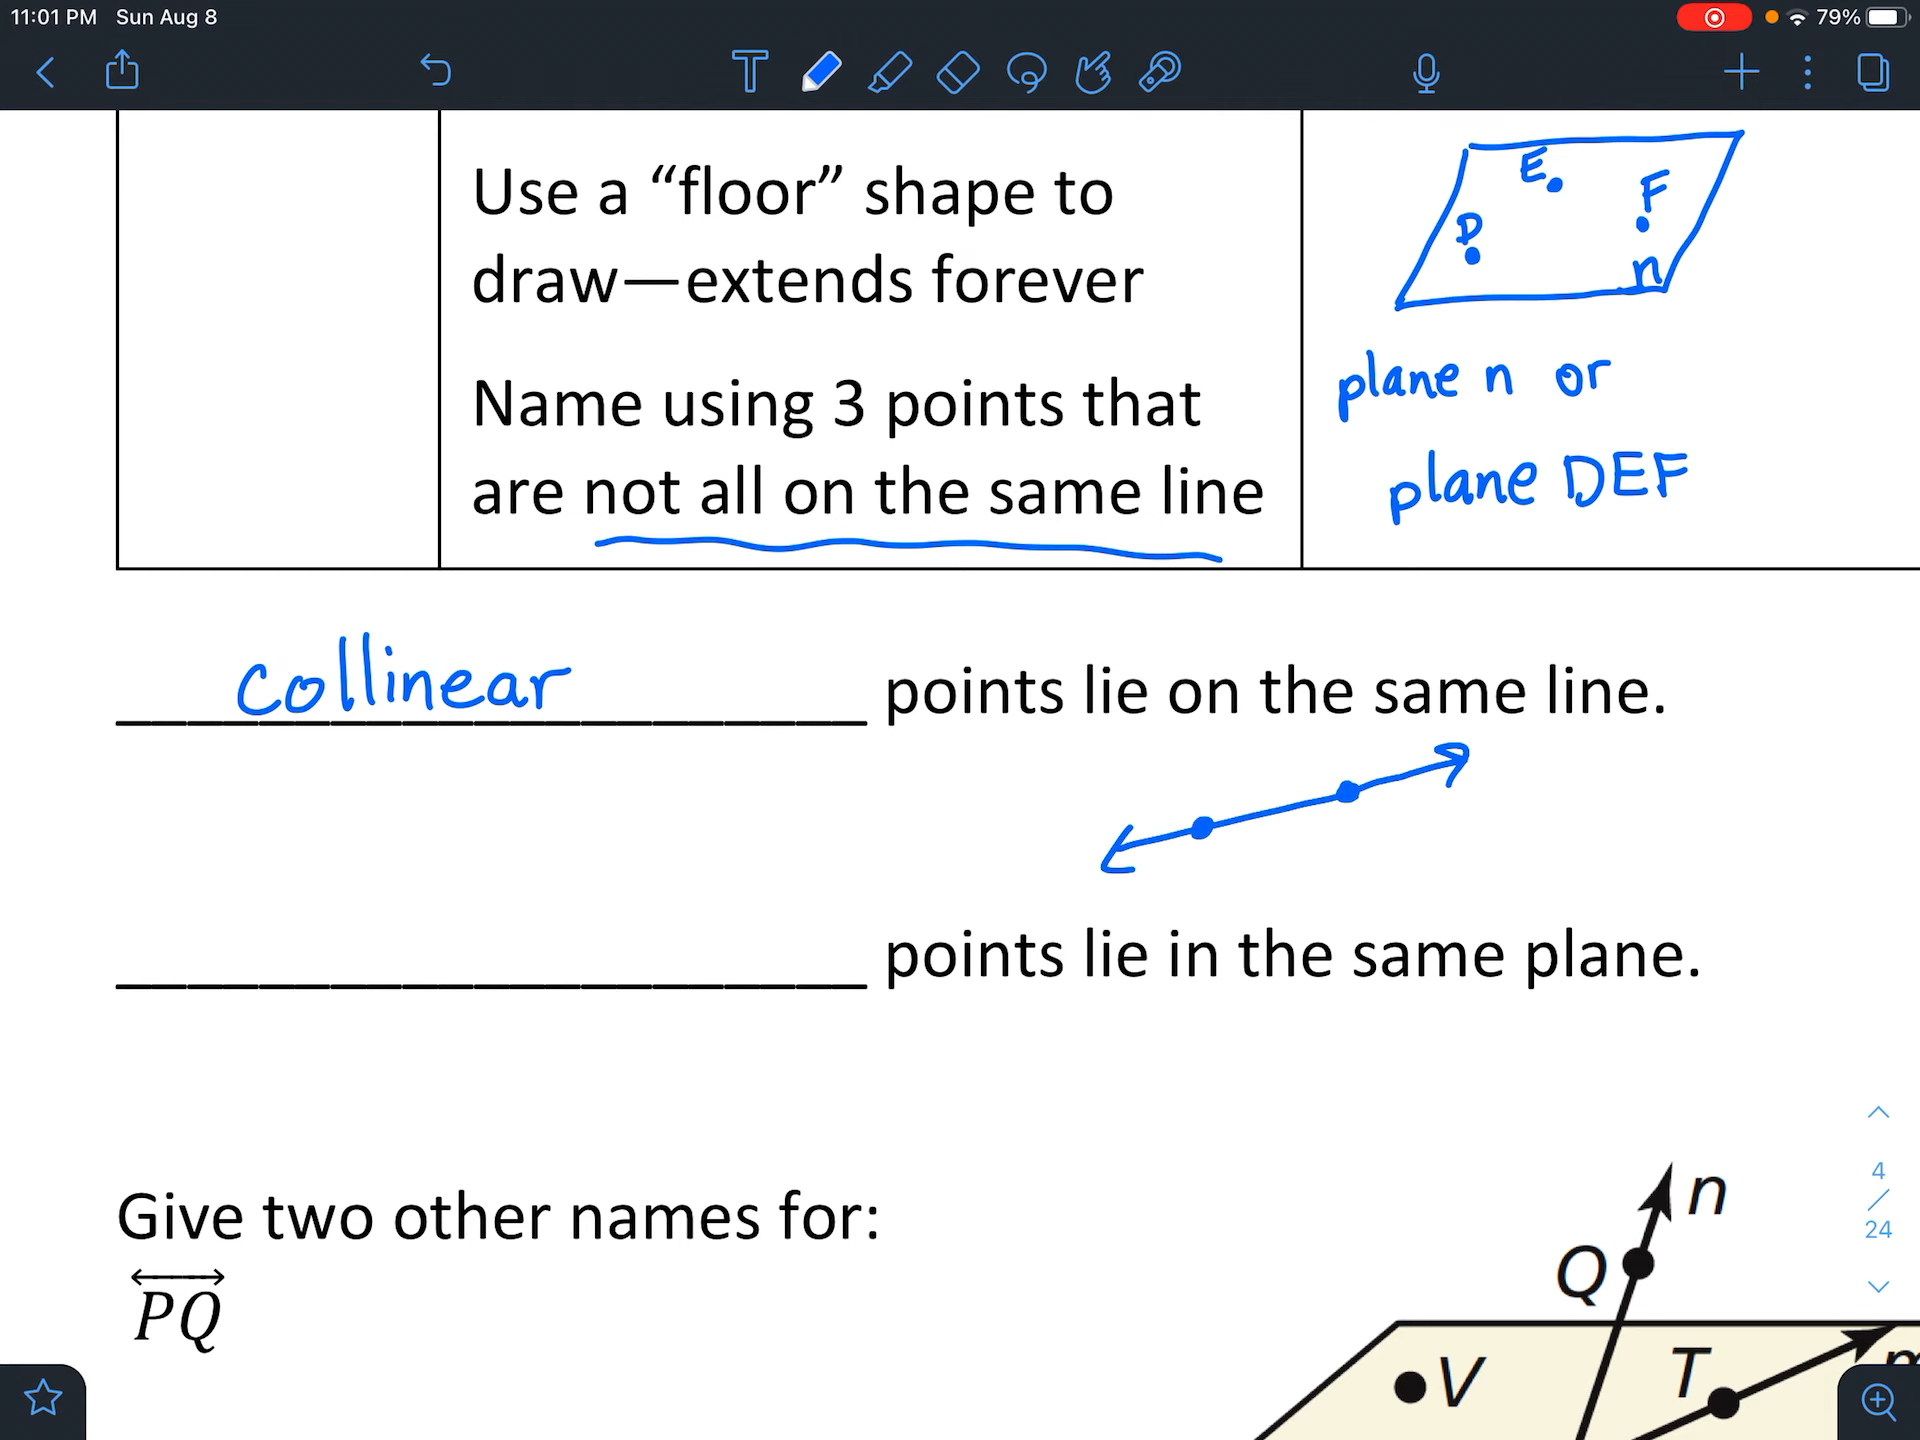 11:01 PM Sun Aug 8
79%
Use a “floor” shape to
draw—extends forever
Name using 3 points that
are not all on the same line
E
F
D
n
plane n or
plane DEF
collinear points lie on the same line.
points lie in the same plane.
Give two other names for:
PQ
n
Q
V
T
4
/
24